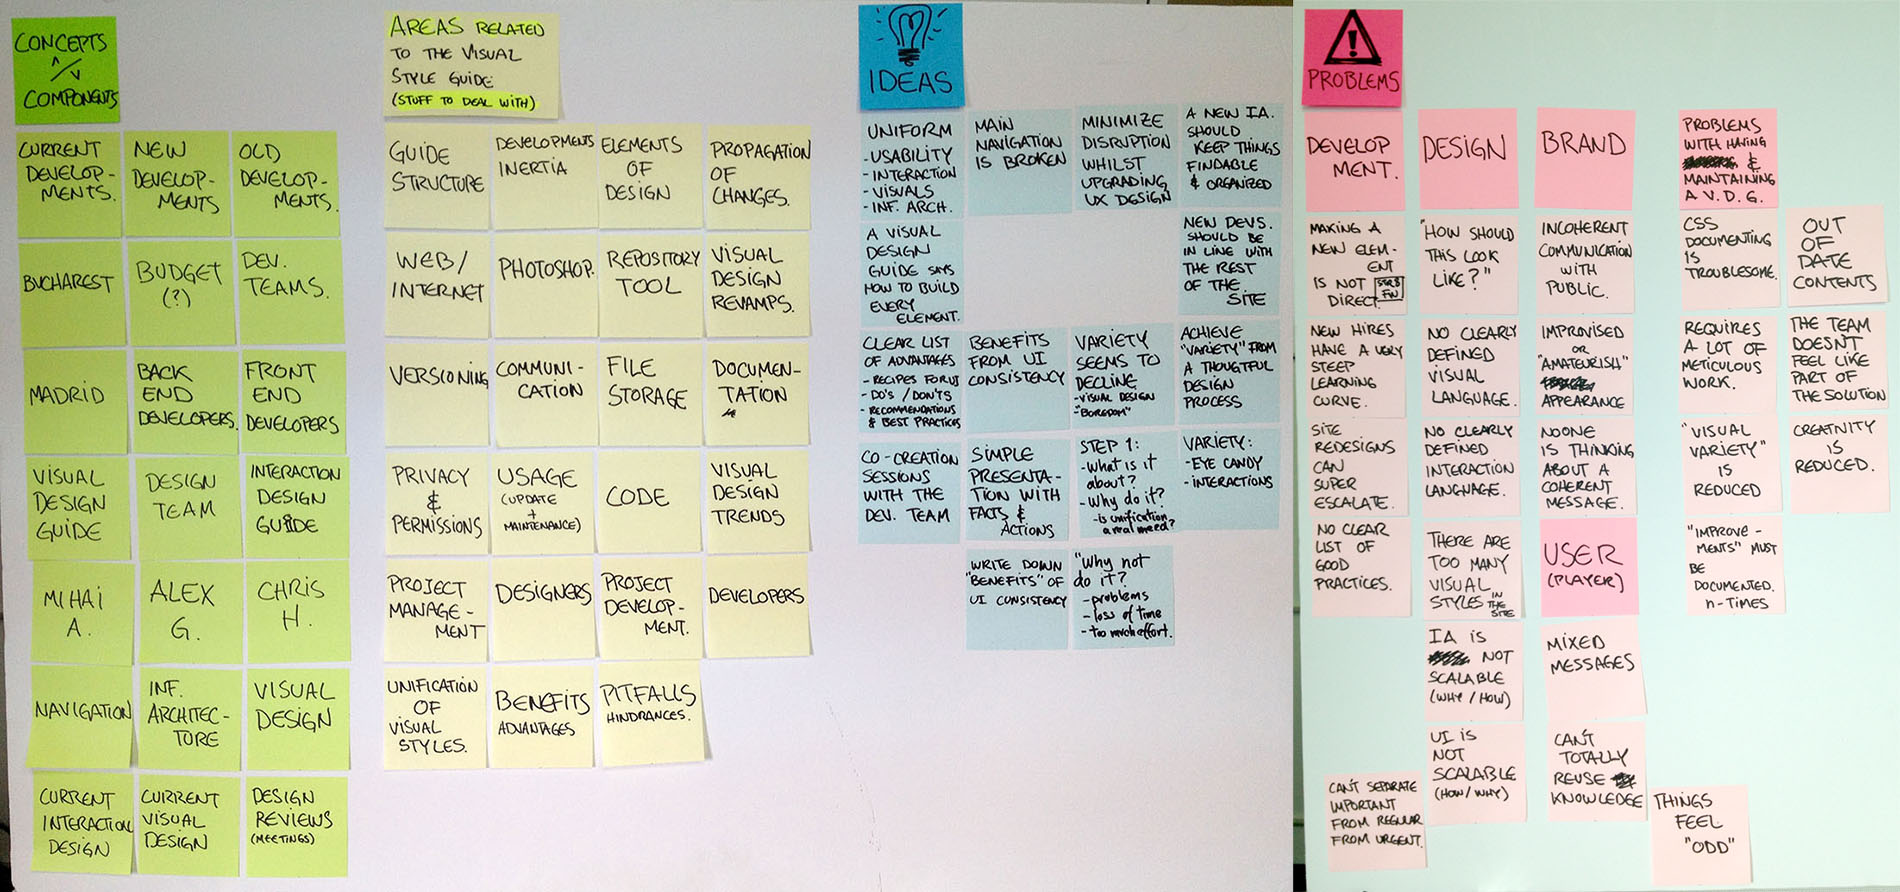 CONCEPTS
^/v
COMPONENTS
CURRENT
DEVELOP-
MENTS.
NEW
DEVELOP-
MENTS
OLD
DEVELOP-
MENTS.
BUCHAREST
BUDGET
(?)
DEV.
TEAMS.
MADRID
BACK
END
DEVELOPERS.
FRONT
END
DEVELOPERS
VISUAL
DESIGN
GUIDE
DESIGN
TEAM
INTERACTION
DESIGN
GUIDE
MIHAI
A.
ALEX
G.
CHRIS
H.
NAVIGATION
INF.
ARCHITEC-
TURE
VISUAL
DESIGN
CURRENT
INTERACTION
DESIGN
CURRENT
VISUAL
DESIGN
DESIGN
REVIEWS
(MEETINGS)
AREAS RELATED
TO THE VISUAL
STYLE GUIDE
(STUFF TO DEAL WITH)
GUIDE
STRUCTURE
DEVELOPMENTS
INERTIA
ELEMENTS
OF
DESIGN
PROPAGATION
OF
CHANGES.
WEB/
INTERNET
PHOTOSHOP.
REPOSITORY
TOOL
VISUAL
DESIGN
REVAMPS.
VERSIONING
COMMUNI-
CATION
FILE
STORAGE
DOCUMEN-
TATION
PRIVACY
&
PERMISSIONS
USAGE
(UPDATE
+
MAINTENANCE)
CODE
VISUAL
DESIGN
TRENDS
PROJECT
MANAGE-
MENT
DESIGNERS
PROJECT
DEVELOP-
MENT.
DEVELOPERS
UNIFICATION
OF
VISUAL
STYLES.
BENEFITS
ADVANTAGES
PITFALLS
HINDRANCES.
IDEAS
UNIFORM
- USABILITY
- INTERACTION
- VISUALS
- INF. ARCH.
MAIN
NAVIGATION
IS BROKEN
MINIMIZE
DISRUPTION
WHILST
UPGRADING
UX DESIGN
A NEW IA.
SHOULD
KEEP THINGS
FINDABLE
& ORGANIZED
A VISUAL
DESIGN
GUIDE SAYS
HOW TO BUILD
EVERY
ELEMENT.
NEW DEVS.
SHOULD BE
IN LINE WITH
THE REST
OF THE
SITE
CLEAR LIST
OF ADVANTAGES
- RECIPES FOR UI
- DO'S / DON'TS
- RECOMMENDATIONS
& BEST PRACTICES
BENEFITS
FROM UI
CONSISTENCY
VARIETY
SEEMS TO
DECLINE
- VISUAL DESIGN
"BOREDOM"
ACHIEVE
"VARIETY" FROM
A THOUGTFUL
DESIGN
PROCESS
CO-CREATION
SESSIONS
WITH THE
DEV. TEAM
SIMPLE
PRESENTA-
TION WITH
FACTS &
ACTIONS
STEP 1:
- What is it
about?
- Why do it?
- is unification
a real need?
VARIETY:
- EYE CANDY
- INTERACTIONS
WRITE DOWN
"BENEFITS" OF
UI CONSISTENCY
"Why not
do it?
- problems
- loss of time
- too much effort.
!
PROBLEMS
DEVELOP
MENT.
DESIGN
BRAND
PROBLEMS
WITH HAVING
&
MAINTAINING
A V.D.G.
MAKING A
NEW ELEM-
ENT
IS NOT
DIRECT
"HOW SHOULD
THIS LOOK
LIKE?"
INCOHERENT
COMMUNICATION
WITH
PUBLIC.
CSS
DOCUMENTING
IS
TROUBLESOME.
OUT
OF
DATE
CONTENTS
NEW HIRES
HAVE A VERY
STEEP
LEARNING
CURVE.
NO CLEARLY
DEFINED
VISUAL
LANGUAGE.
IMPROVISED
OR
"AMATEURISH"
APPEARANCE
REQUIRES
A LOT OF
METICULOUS
WORK.
THE TEAM
DOESN'T
FEEL LIKE
PART OF
THE SOLUTION
SITE
REDESIGNS
CAN
SUPER
ESCALATE.
NO CLEARLY
DEFINED
INTERACTION
LANGUAGE.
NOONE
IS THINKING
ABOUT A
COHERENT
MESSAGE.
"VISUAL
VARIETY"
IS
REDUCED
CREATIVITY
IS
REDUCED.
NO CLEAR
LIST OF
GOOD
PRACTICES.
THERE ARE
TOO MANY
VISUAL
STYLES IN THE SITE
USER
(PLAYER)
"IMPROVE-
MENTS" MUST
BE
DOCUMENTED.
n-TIMES
IA IS
NOT
SCALABLE
(WHY / HOW)
MIXED
MESSAGES
UI IS
NOT
SCALABLE
(HOW/WHY)
CAN'T
TOTALLY
REUSE
KNOWLEDGE
CAN'T SEPARATE
IMPORTANT
FROM REGULAR
FROM URGENT.
THINGS
FEEL
"ODD"